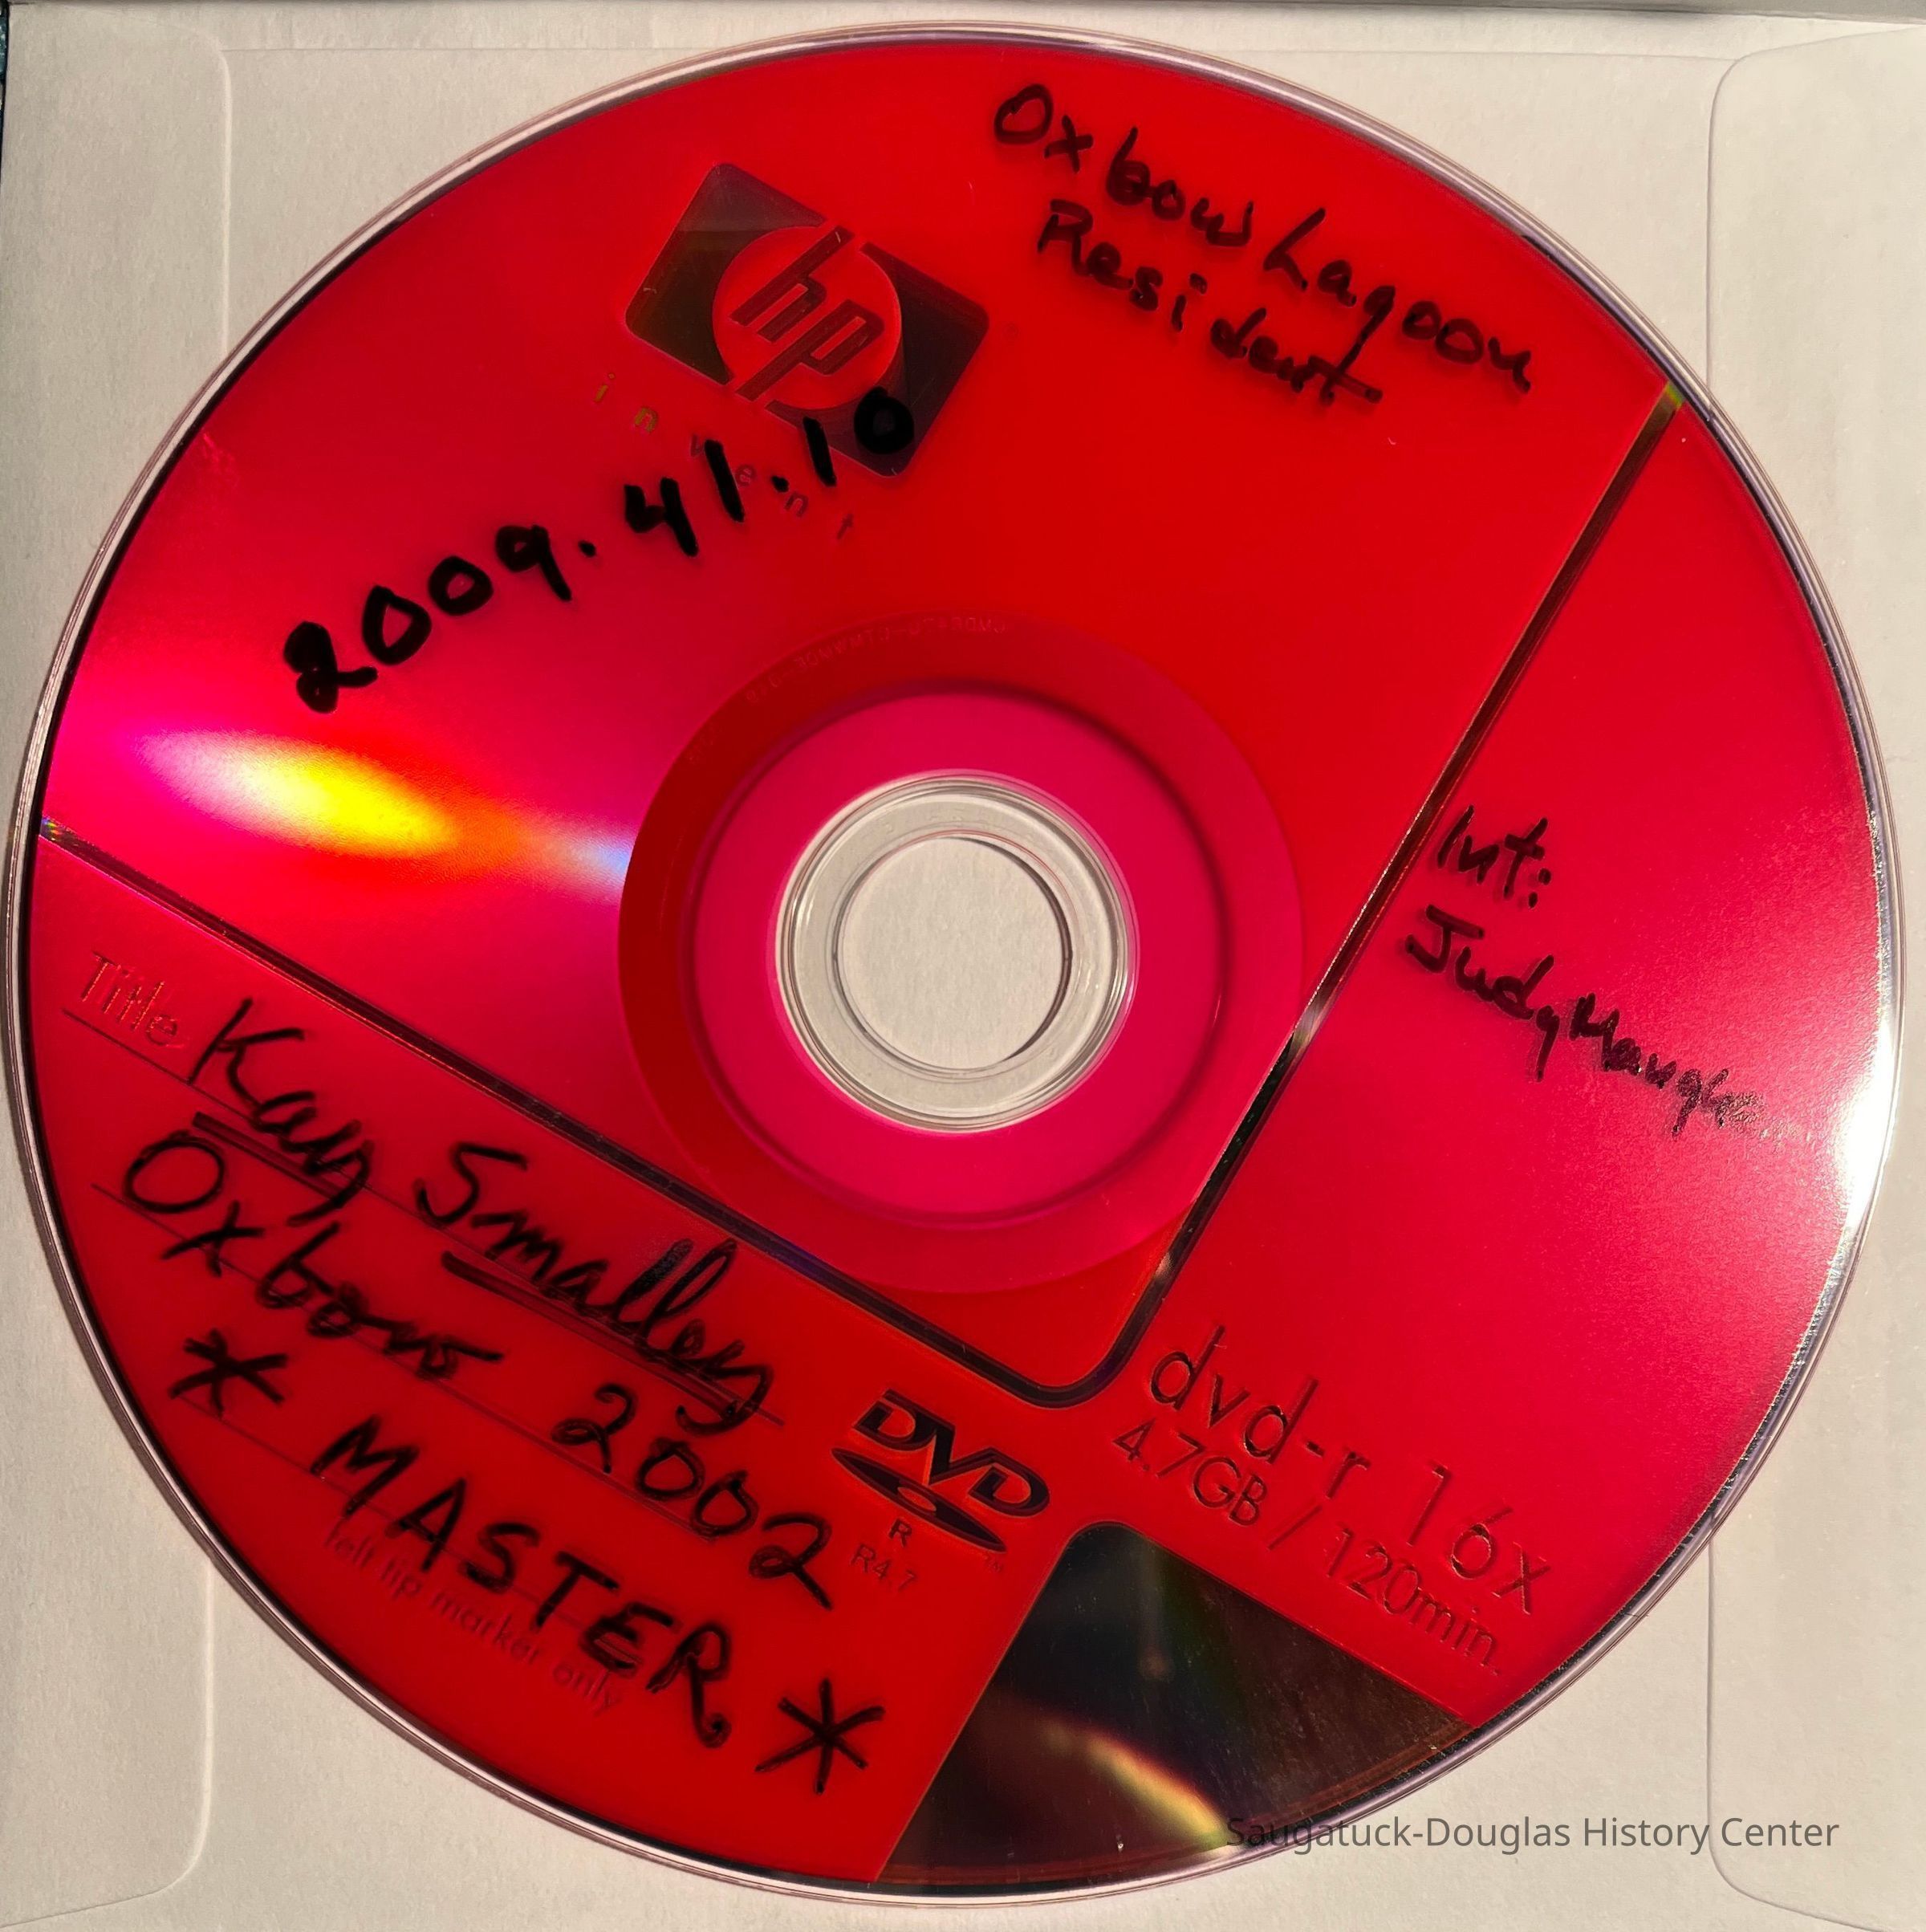 Oxbow Lagoon
Resident
hp
invent
2009.41.10
Int:
Judy
Title Kay Smalley
Oxbow 2002
* MASTER *
felt tip marker only
DVD
R
R4.7
dvd-r 16x
4.7GB / 120min.
Saugatuck-Douglas History Center